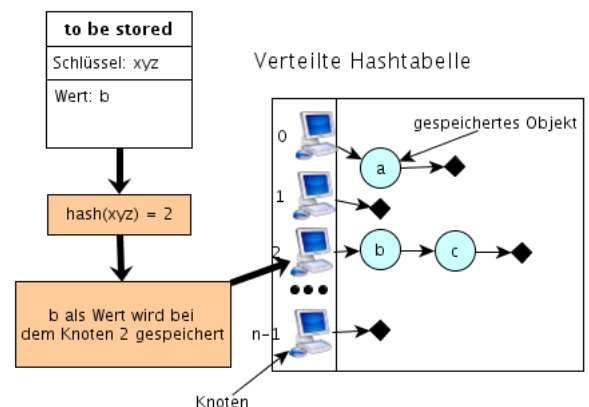 to be stored
Schlüssel: xyz
Wert: b
hash(xyz) = 2
b als Wert wird bei
dem Knoten 2 gespeichert
Verteilte Hashtabelle
gespeichertes Objekt
0
a
1
2
b
c
n-1
Knoten